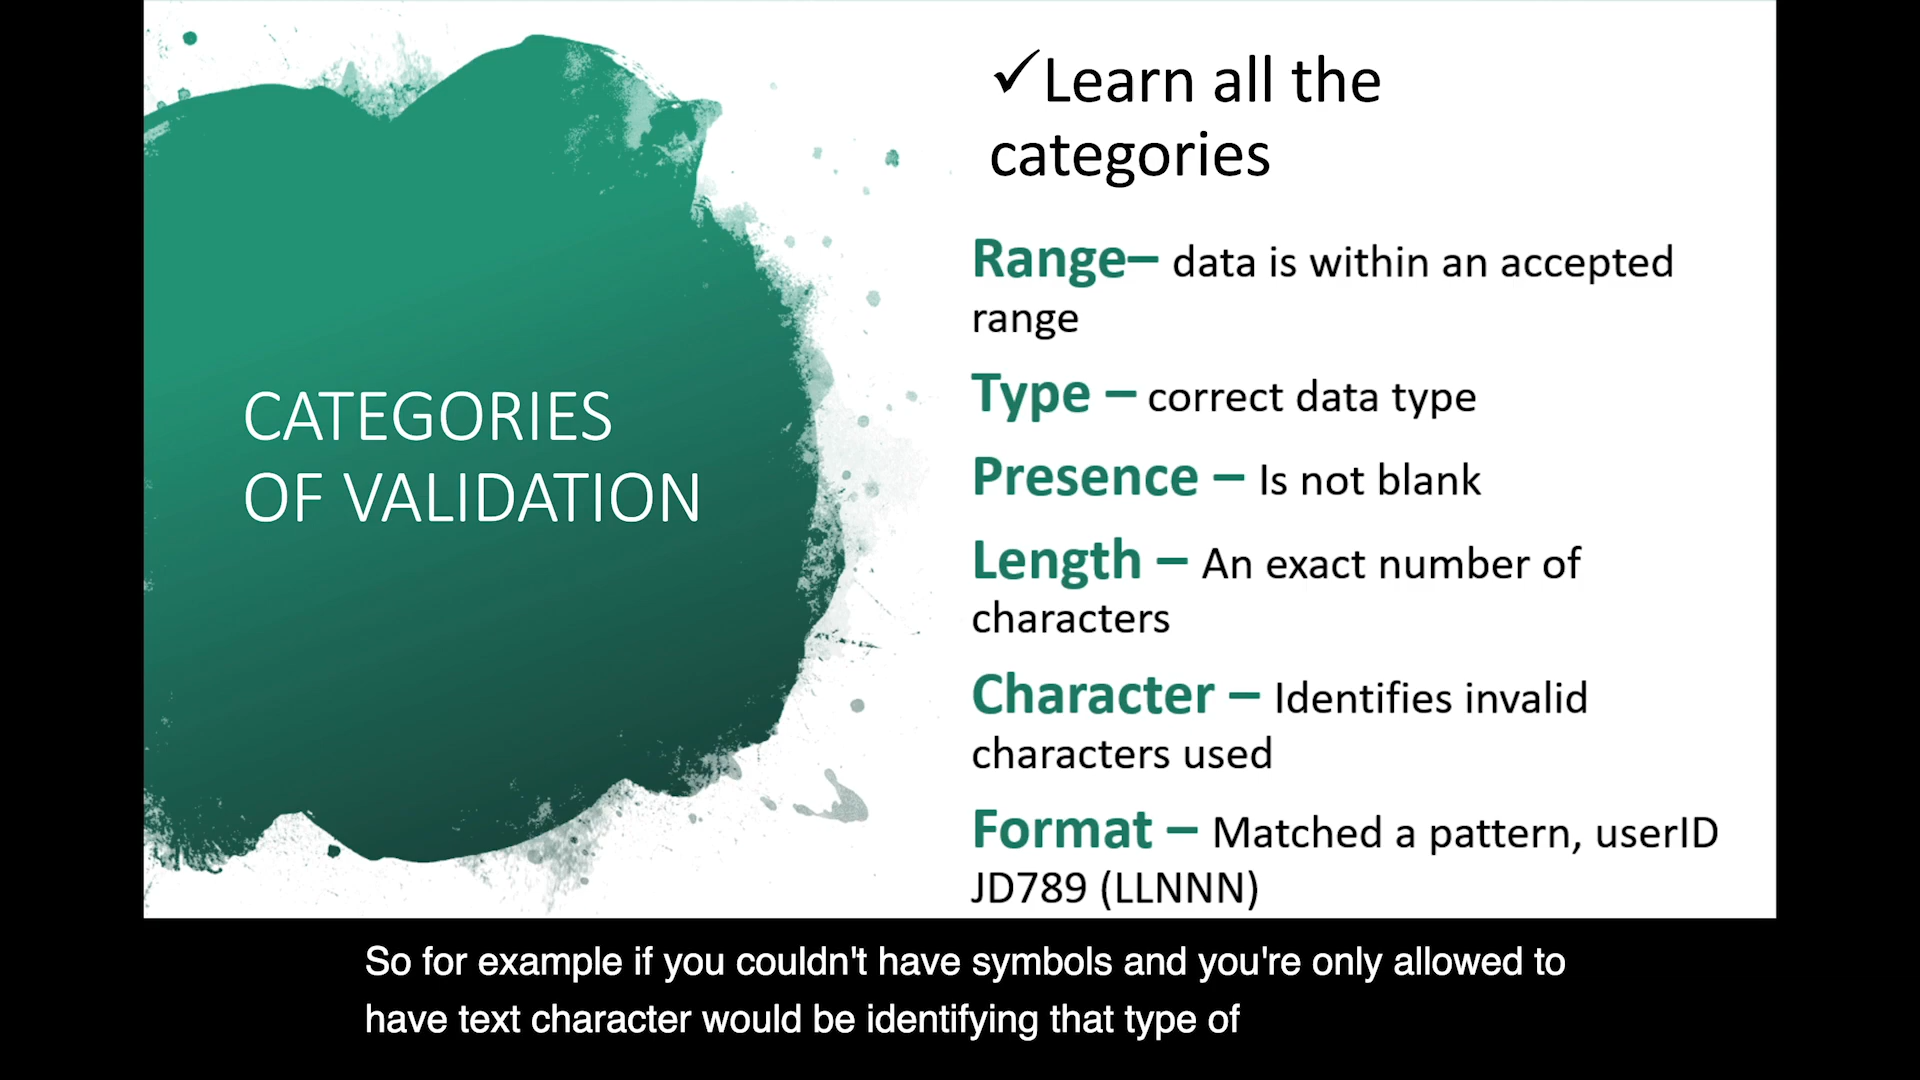 CATEGORIES
OF VALIDATION
✓Learn all the
categories
Range– data is within an accepted
range
Type – correct data type
Presence – Is not blank
Length – An exact number of
characters
Character – Identifies invalid
characters used
Format – Matched a pattern, userID
JD789 (LLNNN)
So for example if you couldn't have symbols and you're only allowed to
have text character would be identifying that type of